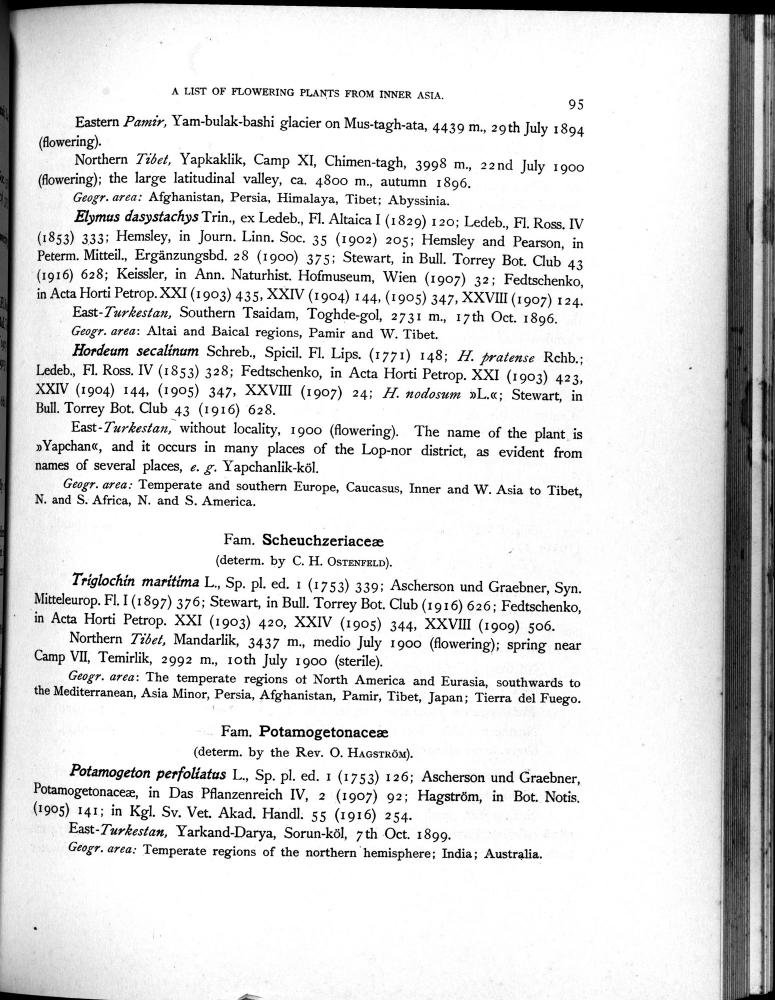 A LIST OF FLOWERING PLANTS FROM INNER ASIA.
95
Eastern Pamir, Yam-bulak-bashi glacier on Mus-tagh-ata, 4439 m., 29th July 1894
(flowering).
Northern Tibet, Yapkaklik, Camp XI, Chimen-tagh, 3998 m., 22nd July 1900
(flowering); the large latitudinal valley, ca. 4800 m., autumn 1896.
Geogr. area: Afghanistan, Persia, Himalaya, Tibet; Abyssinia.
Elymus dasystachys Trin., ex Ledeb., Fl. Altaica I (1829) 120; Ledeb., Fl. Ross. IV
(1853) 333; Hemsley, in Journ. Linn. Soc. 35 (1902) 205; Hemsley and Pearson, in
Peterm. Mitteil., Ergänzungsbd. 28 (1900) 375; Stewart, in Bull. Torrey Bot. Club 43
(1916) 628; Keissler, in Ann. Naturhist. Hofmuseum, Wien (1907) 32; Fedtschenko,
in Acta Horti Petrop. XXI (1903) 435, XXIV (1904) 144, (1905) 347, XXVIII (1907) 124.
East-Turkestan, Southern Tsaidam, Toghde-gol, 2731 m., 17th Oct. 1896.
Geogr. area: Altai and Baical regions, Pamir and W. Tibet.
Hordeum secalinum Schreb., Spicil. Fl. Lips. (1771) 148; H. pratense Rchb.;
Ledeb., Fl. Ross. IV (1853) 328; Fedtschenko, in Acta Horti Petrop. XXI (1903) 423,
XXIV (1904) 144, (1905) 347, XXVIII (1907) 24; H. nodosum »L.«; Stewart, in
Bull. Torrey Bot. Club 43 (1916) 628.
East-Turkestan, without locality, 1900 (flowering). The name of the plant is
»Yapchan«, and it occurs in many places of the Lop-nor district, as evident from
names of several places, e. g. Yapchanlik-köl.
Geogr. area: Temperate and southern Europe, Caucasus, Inner and W. Asia to Tibet,
N. and S. Africa, N. and S. America.
Fam. Scheuchzeriaceæ
(determ. by C. H. OSTENFELD).
Triglochin maritima L., Sp. pl. ed. 1 (1753) 339; Ascherson und Graebner, Syn.
Mitteleurop. Fl. I (1897) 376; Stewart, in Bull. Torrey Bot. Club (1916) 626; Fedtschenko,
in Acta Horti Petrop. XXI (1903) 420, XXIV (1905) 344, XXVIII (1909) 506.
Northern Tibet, Mandarlik, 3437 m., medio July 1900 (flowering); spring near
Camp VII, Temirlik, 2992 m., 10th July 1900 (sterile).
Geogr. area: The temperate regions of North America and Eurasia, southwards to
the Mediterranean, Asia Minor, Persia, Afghanistan, Pamir, Tibet, Japan; Tierra del Fuego.
Fam. Potamogetonaceæ
(determ. by the Rev. O. HAGSTRÖM).
Potamogeton perfoliatus L., Sp. pl. ed. 1 (1753) 126; Ascherson und Graebner,
Potamogetonaceæ, in Das Pflanzenreich IV, 2 (1907) 92; Hagström, in Bot. Notis.
(1905) 141; in Kgl. Sv. Vet. Akad. Handl. 55 (1916) 254.
East-Turkestan, Yarkand-Darya, Sorun-köl, 7th Oct. 1899.
Geogr. area: Temperate regions of the northern hemisphere; India; Australia.